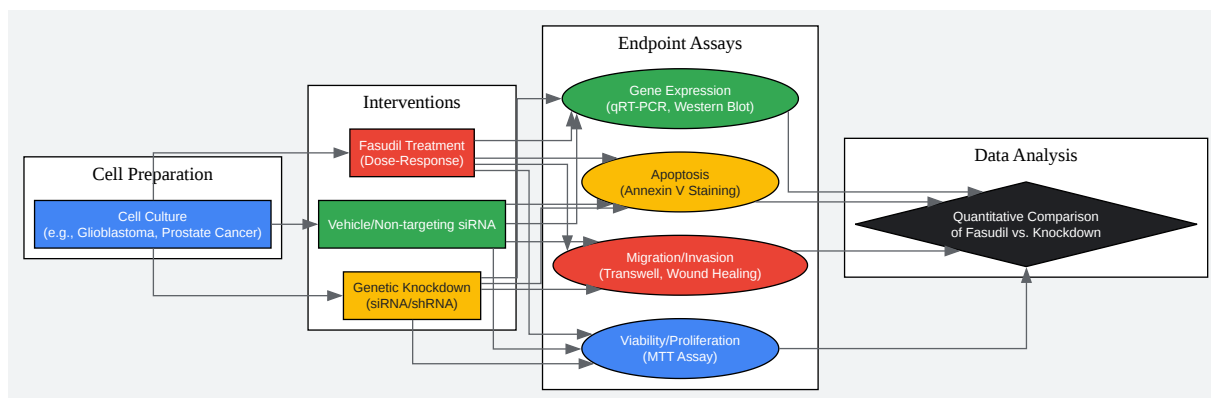 Cell Preparation
Cell Culture
(e.g., Glioblastoma, Prostate Cancer)
Interventions
Fasudil Treatment
(Dose-Response)
Vehicle/Non-targeting siRNA
Genetic Knockdown
(siRNA/shRNA)
Endpoint Assays
Gene Expression
(qRT-PCR, Western Blot)
Apoptosis
(Annexin V Staining)
Migration/Invasion
(Transwell, Wound Healing)
Viability/Proliferation
(MTT Assay)
Data Analysis
Quantitative Comparison
of Fasudil vs. Knockdown